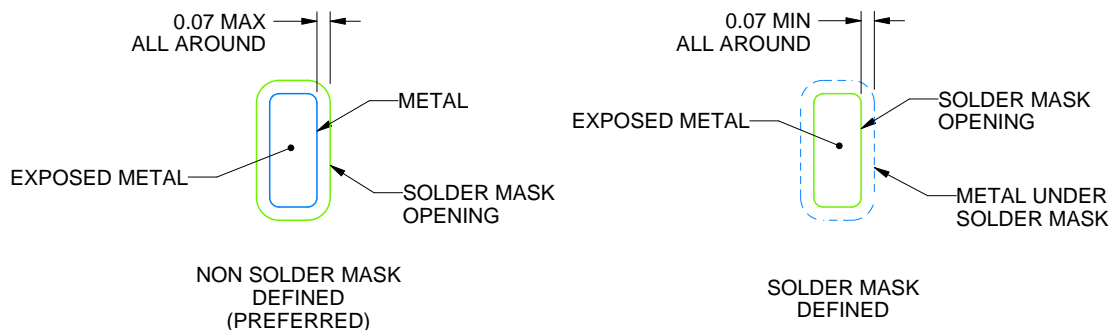 0.07 MAX
ALL AROUND
METAL
EXPOSED METAL
SOLDER MASK
OPENING
NON SOLDER MASK
DEFINED
(PREFERRED)
0.07 MIN
ALL AROUND
SOLDER MASK
OPENING
EXPOSED METAL
METAL UNDER
SOLDER MASK
SOLDER MASK
DEFINED